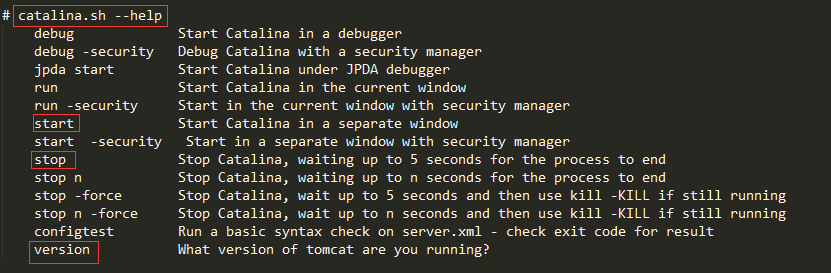 # catalina.sh --help
debug Start Catalina in a debugger
debug -security Debug Catalina with a security manager
jpda start Start Catalina under JPDA debugger
run Start Catalina in the current window
run -security Start in the current window with security manager
start Start Catalina in a separate window
start -security Start in a separate window with security manager
stop Stop Catalina, waiting up to 5 seconds for the process to end
stop n Stop Catalina, waiting up to n seconds for the process to end
stop -force Stop Catalina, wait up to 5 seconds and then use kill -KILL if still running
stop n -force Stop Catalina, wait up to n seconds and then use kill -KILL if still running
configtest Run a basic syntax check on server.xml - check exit code for result
version What version of tomcat are you running?